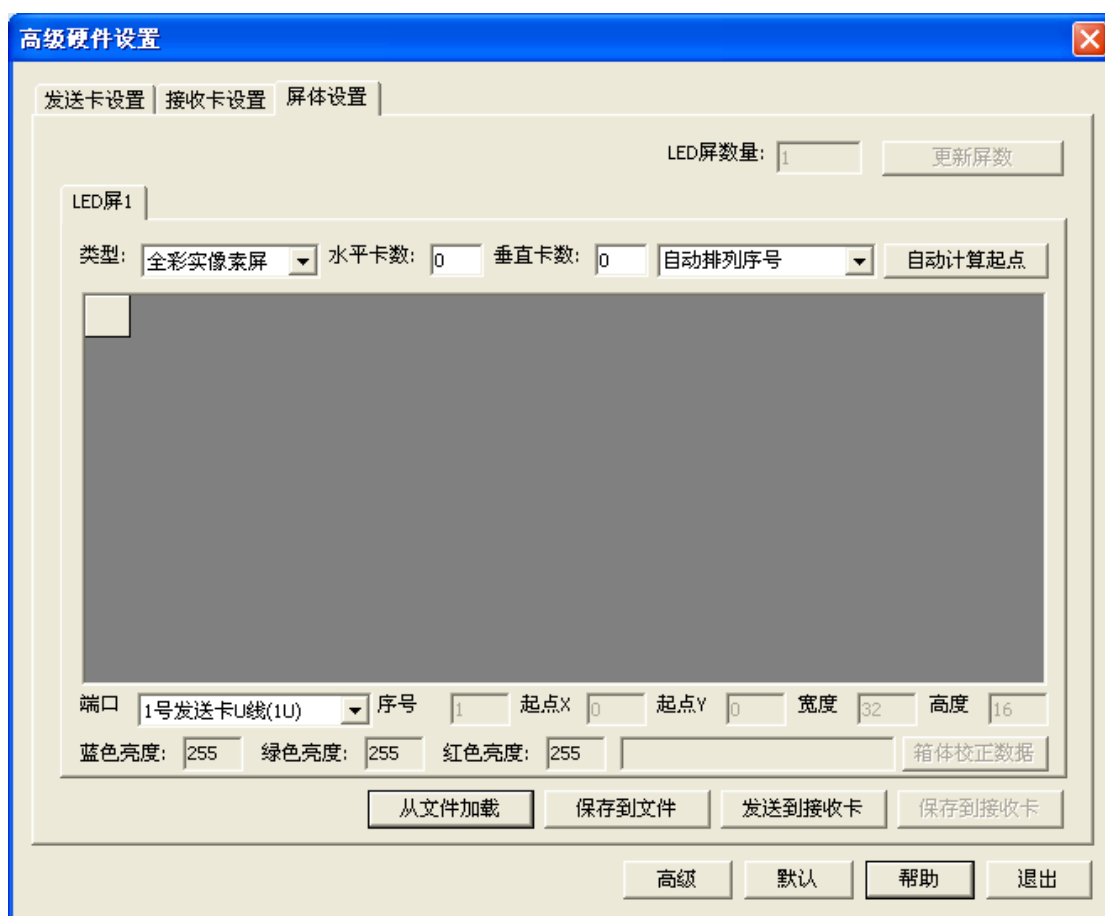 高级硬件设置
发送卡设置 接收卡设置 屏体设置
LED屏数量: 1 更新屏数
LED屏1
类型: 全彩实像素屏 水平卡数: 0 垂直卡数: 0 自动排列序号 自动计算起点
端口 1号发送卡U线(1U) 序号 1 起点X 0 起点Y 0 宽度 32 高度 16
蓝色亮度: 255 绿色亮度: 255 红色亮度: 255 箱体校正数据
从文件加载 保存到文件 发送到接收卡 保存到接收卡
高级 默认 帮助 退出